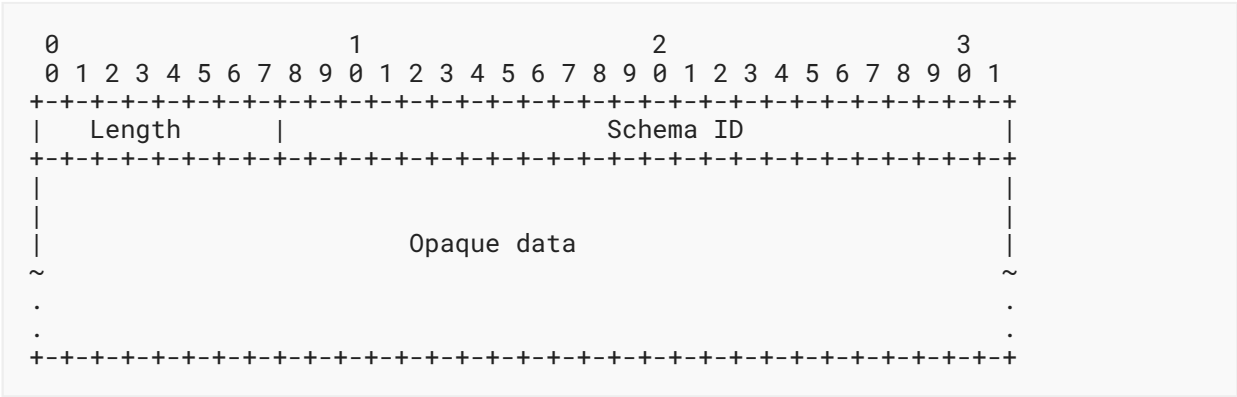 0                   1                   2                   3
 0 1 2 3 4 5 6 7 8 9 0 1 2 3 4 5 6 7 8 9 0 1 2 3 4 5 6 7 8 9 0 1
+-+-+-+-+-+-+-+-+-+-+-+-+-+-+-+-+-+-+-+-+-+-+-+-+-+-+-+-+-+-+-+-+
|   Length      |                     Schema ID                 |
+-+-+-+-+-+-+-+-+-+-+-+-+-+-+-+-+-+-+-+-+-+-+-+-+-+-+-+-+-+-+-+-+
|                                                               |
|                                                               |
|                        Opaque data                            |
~                                                               ~
.                                                               .
.                                                               .
+-+-+-+-+-+-+-+-+-+-+-+-+-+-+-+-+-+-+-+-+-+-+-+-+-+-+-+-+-+-+-+-+